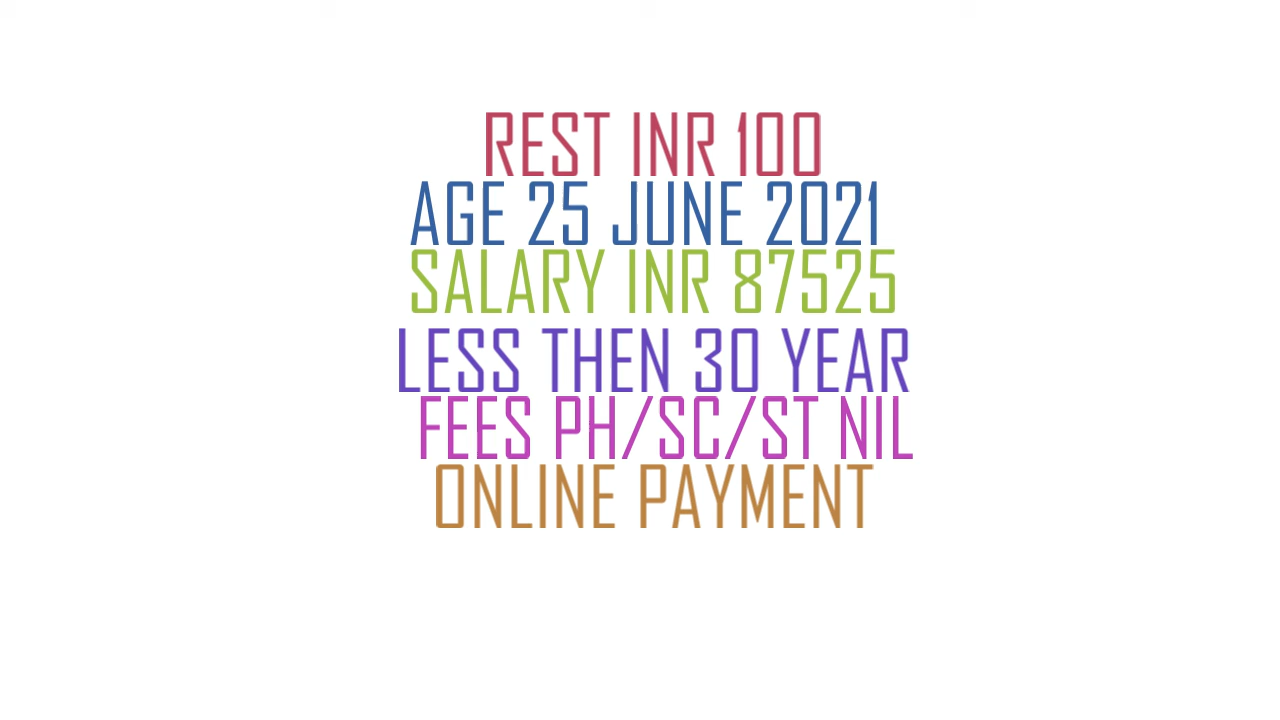 REST INR 100
AGE 25 JUNE 2021
SALARY INR 87525
LESS THEN 30 YEAR
FEES PH/SC/ST NIL
ONLINE PAYMENT